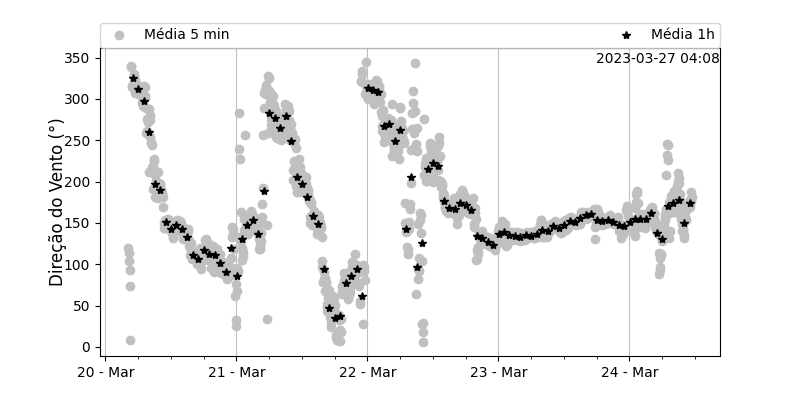 Média 5 min
Média 1h
2023-03-27 04:08
Direção do Vento (°)
350
300
250
200
150
100
50
0
20 - Mar
21 - Mar
22 - Mar
23 - Mar
24 - Mar